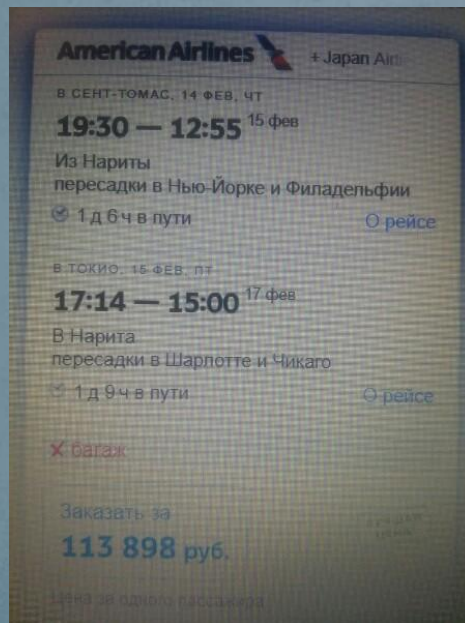 American Airlines + Japan Air
В СЕНТ-ТОМАС, 14 ФЕВ, ЧТ
19:30 — 12:55 15 фев
Из Нариты
пересадки в Нью-Йорке и Филадельфии
1 д 6 ч в пути О рейсе
В ТОКИО, 15 ФЕВ, ПТ
17:14 — 15:00 17 фев
В Нарита
пересадки в Шарлотте и Чикаго
1 д 9 ч в пути О рейсе
X багаж
Заказать за
113 898 руб.
Цена за одного пассажира